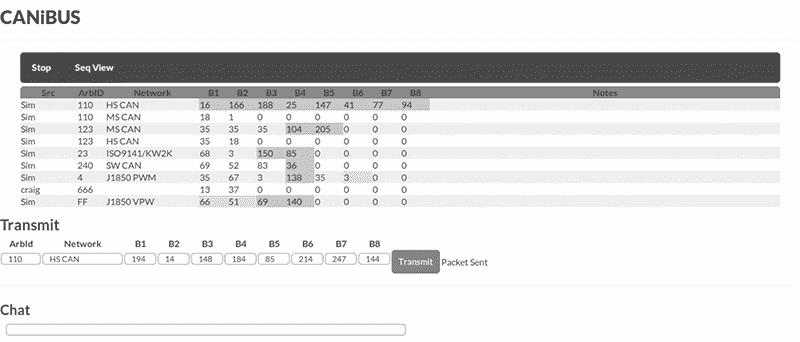 CANiBUS
Stop Seq View
Src ArbID Network B1 B2 B3 B4 B5 B6 B7 B8 Notes
Sim 110 HS CAN 16 166 188 25 147 41 77 94
Sim 110 MS CAN 18 1 0 0 0 0 0 0
Sim 123 MS CAN 35 35 35 104 205 0 0 0
Sim 123 HS CAN 35 18 0 0 0 0 0 0
Sim 23 ISO9141/KW2K 68 3 150 85 0 0 0 0
Sim 240 SW CAN 69 52 83 36 0 0 0 0
Sim 4 J1850 PWM 35 67 3 138 35 3 0 0
craig 666 13 37 0 0 0 0 0 0
Sim FF J1850 VPW 66 51 69 140 0 0 0 0
Transmit
ArbId Network B1 B2 B3 B4 B5 B6 B7 B8
110 HS CAN 194 14 148 184 85 214 247 144 Transmit Packet Sent
Chat